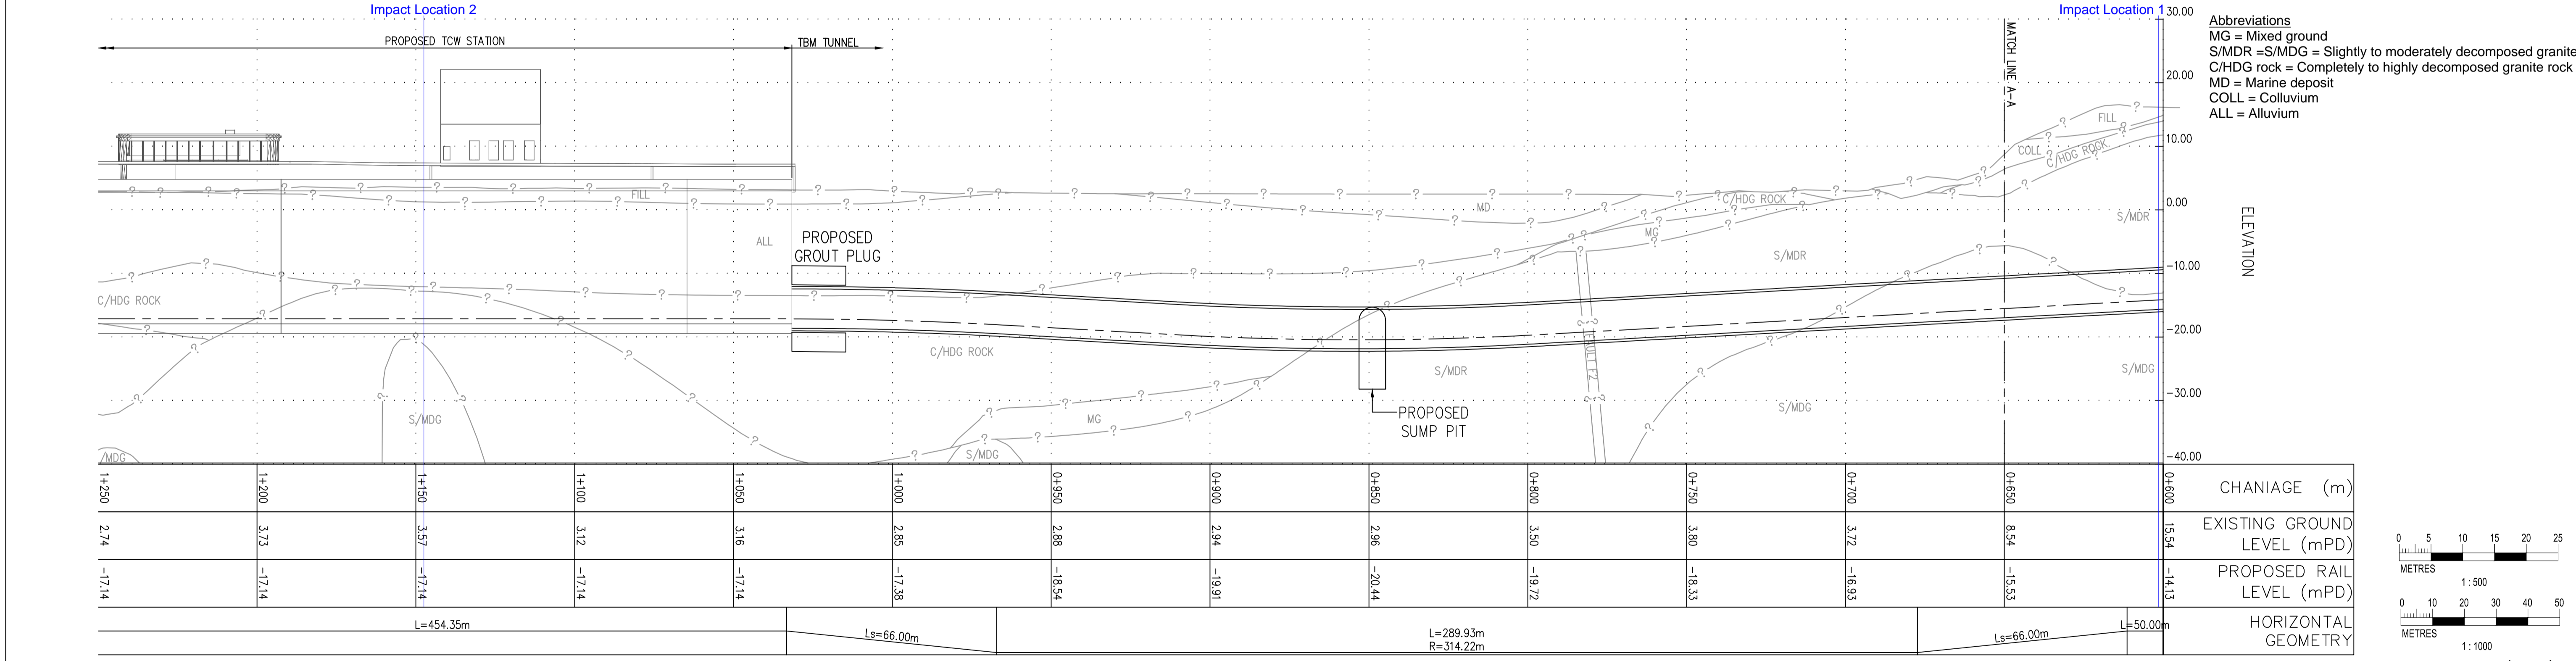 Impact Location 2
Impact Location 1
PROPOSED TCW STATION
TBM TUNNEL
MATCH LINE A-A
30.00
20.00
10.00
0.00
-10.00
-20.00
-30.00
-40.00
ELEVATION
Abbreviations
MG = Mixed ground
S/MDR =S/MDG = Slightly to moderately decomposed granite
C/HDG rock = Completely to highly decomposed granite rock
MD = Marine deposit
COLL = Colluvium
ALL = Alluvium
FILL
COLL
C/HDG ROCK
FILL
MD
C/HDG ROCK
MG
S/MDR
S/MDR
ALL
PROPOSED
GROUT PLUG
C/HDG ROCK
C/HDG ROCK
S/MDR
FAULT F2
S/MDG
S/MDG
S/MDG
MG
S/MDG
/MDG
PROPOSED
SUMP PIT
1+250 1+200 1+150 1+100 1+050 1+000 0+950 0+900 0+850 0+800 0+750 0+700 0+650 0+600 CHANIAGE (m)
2.74 3.73 3.57 3.12 3.16 2.85 2.88 2.94 2.96 3.50 3.80 3.72 8.54 15.54 EXISTING GROUND
LEVEL (mPD)
-17.14 -17.14 -17.14 -17.14 -17.14 -17.38 -18.54 -19.91 -20.44 -19.72 -18.33 -16.93 -15.53 -14.13 PROPOSED RAIL
LEVEL (mPD)
L=454.35m Ls=66.00m L=289.93m Ls=66.00m L=50.00m HORIZONTAL
R=314.22m GEOMETRY
0 5 10 15 20 25
METRES
1 : 500
0 10 20 30 40 50
METRES
1 : 1000